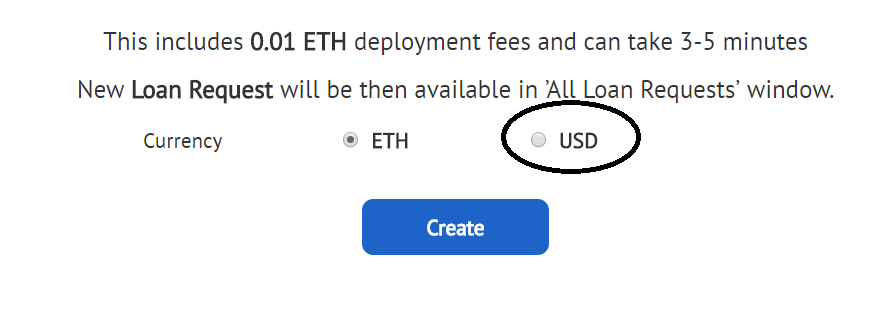 This includes 0.01 ETH deployment fees and can take 3-5 minutes
New Loan Request will be then available in ’All Loan Requests’ window.
Currency ETH USD
Create